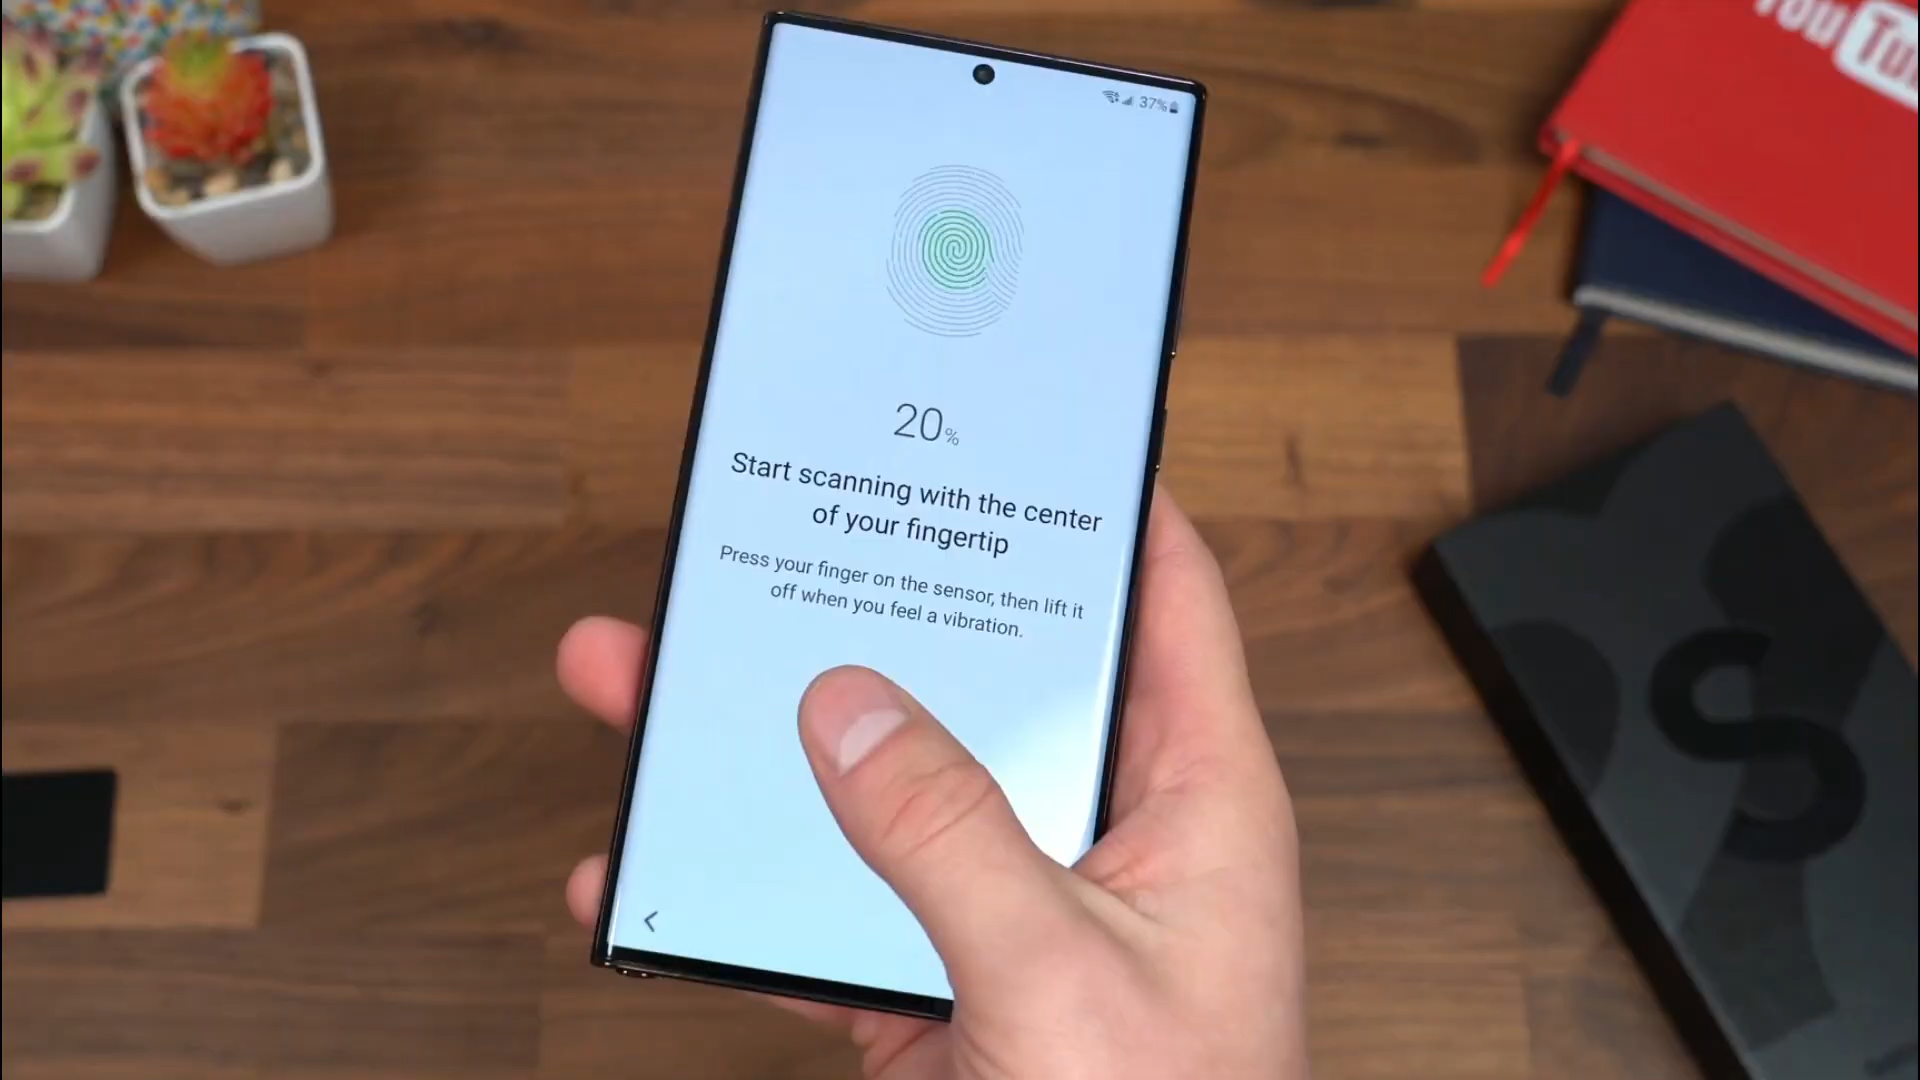 YouTu
37%
20%
Start scanning with the center
of your fingertip
Press your finger on the sensor, then lift it
off when you feel a vibration.
S